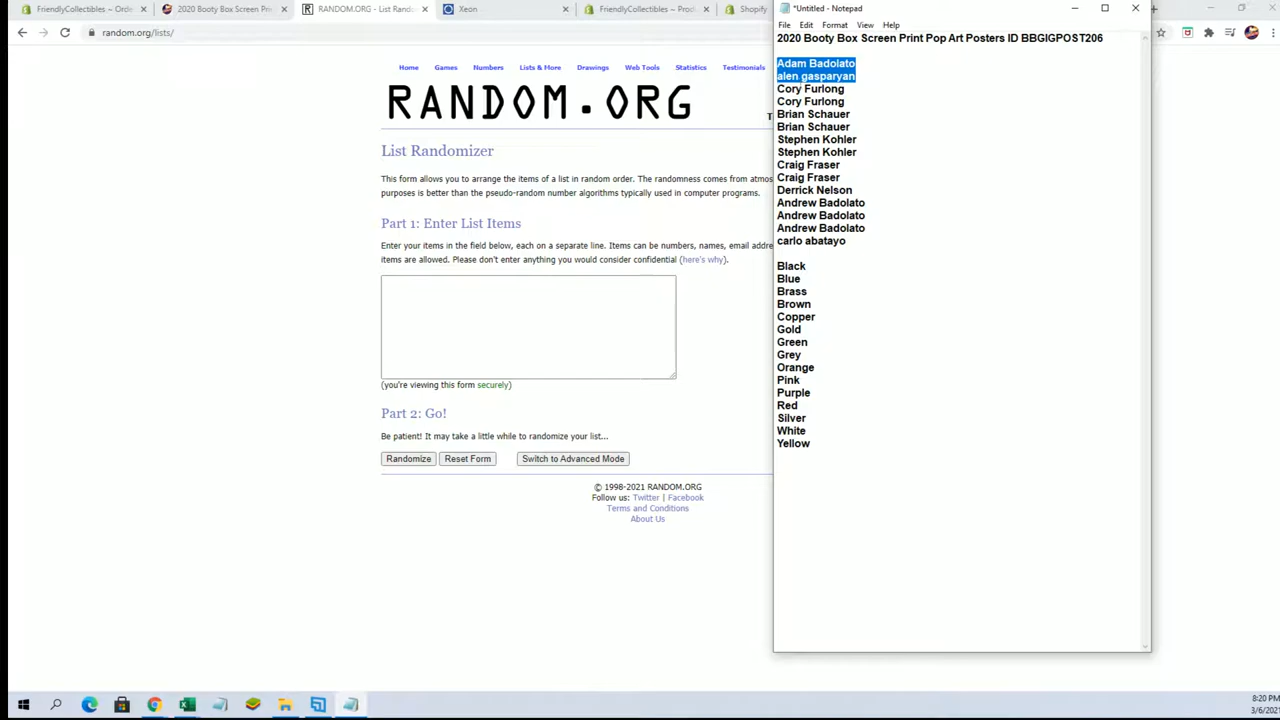 FriendlyCollectibles ~ Orde
2020 Booty Box Screen Pri
RANDOM.ORG - List Rando
Xeon
FriendlyCollectibles ~ Prod
Shopify
random.org/lists/
Home Games Numbers Lists & More Drawings Web Tools Statistics Testimonials
RANDOM.ORG
T
List Randomizer
This form allows you to arrange the items of a list in random order. The randomness comes from atmos
purposes is better than the pseudo-random number algorithms typically used in computer programs.
Part 1: Enter List Items
Enter your items in the field below, each on a separate line. Items can be numbers, names, email addre
items are allowed. Please don't enter anything you would consider confidential (here's why).
(you're viewing this form securely)
Part 2: Go!
Be patient! It may take a little while to randomize your list...
Randomize Reset Form Switch to Advanced Mode
© 1998-2021 RANDOM.ORG
Follow us: Twitter | Facebook
Terms and Conditions
About Us
*Untitled - Notepad
File Edit Format View Help
2020 Booty Box Screen Print Pop Art Posters ID BBGIGPOST206
Adam Badolato
alen gasparyan
Cory Furlong
Cory Furlong
Brian Schauer
Brian Schauer
Stephen Kohler
Stephen Kohler
Craig Fraser
Craig Fraser
Derrick Nelson
Andrew Badolato
Andrew Badolato
Andrew Badolato
carlo abatayo
Black
Blue
Brass
Brown
Copper
Gold
Green
Grey
Orange
Pink
Purple
Red
Silver
White
Yellow
8:20 PM
3/6/2021